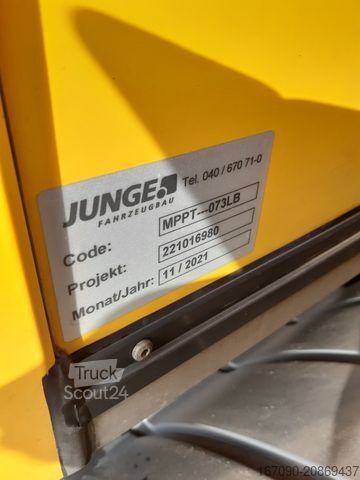 JUNGE
FAHRZEUGBAU
Tel. 040 / 670 71-0
Code: MPPT---073LB
Projekt: 221016980
Monat/Jahr: 11 / 2021
Truck
Scout24
167090-20869437